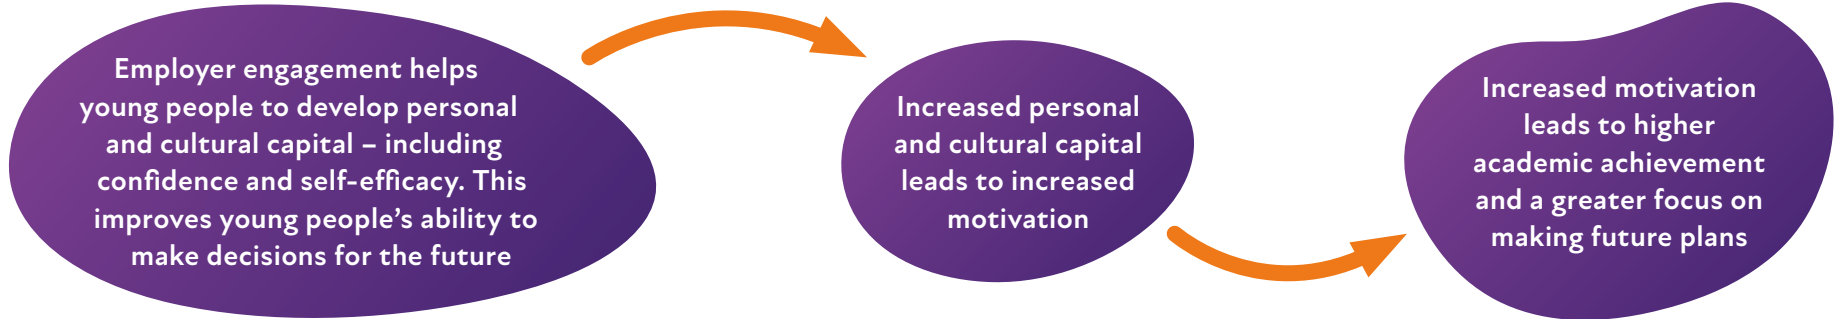 Employer engagement helps
young people to develop personal
and cultural capital – including
confidence and self-efficacy. This
improves young people’s ability to
make decisions for the future
Increased personal
and cultural capital
leads to increased
motivation
Increased motivation
leads to higher
academic achievement
and a greater focus on
making future plans